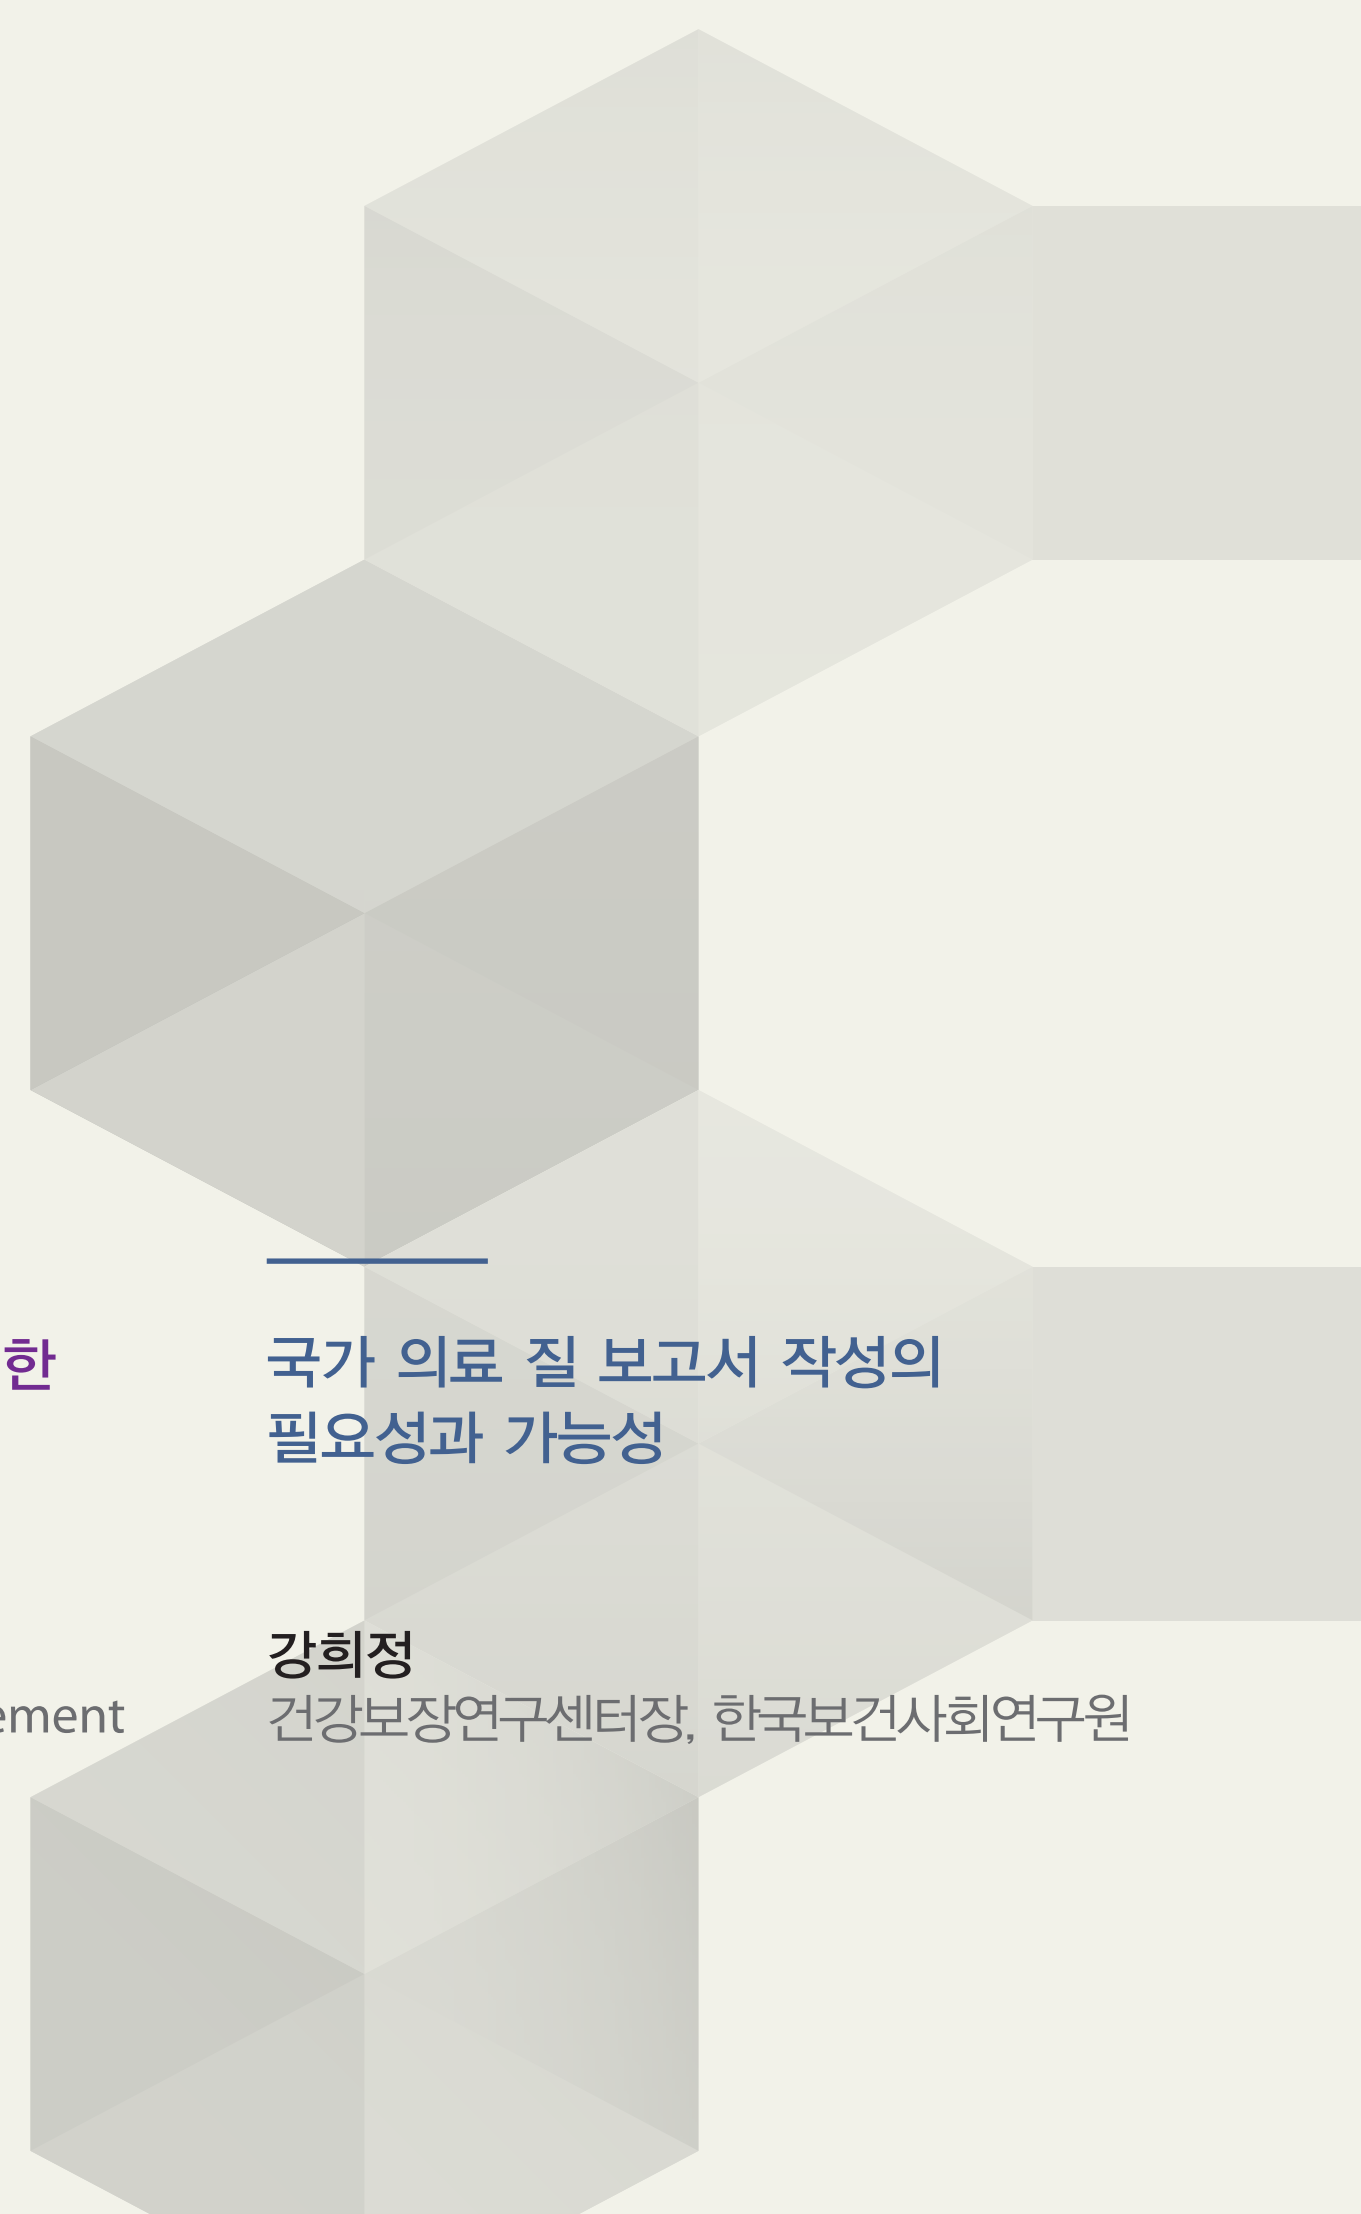 한
국가 의료 질 보고서 작성의
필요성과 가능성
강희정
ement
건강보장연구센터장, 한국보건사회연구원